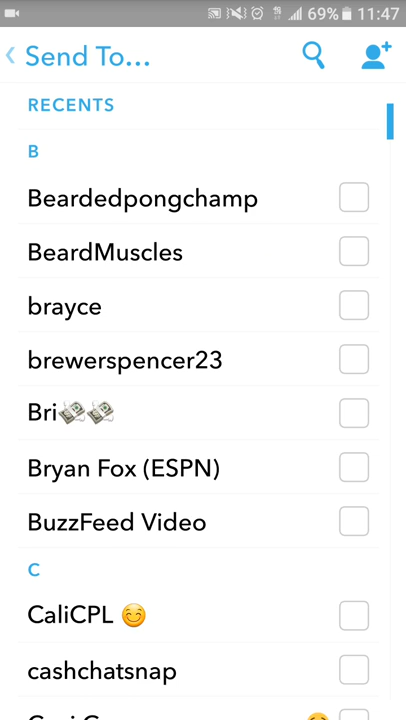 69% 11:47
Send To...
RECENTS
B
Beardedpongchamp
BeardMuscles
brayce
brewerspencer23
Bri💸💸
Bryan Fox (ESPN)
BuzzFeed Video
C
CaliCPL 😊
cashchatsnap